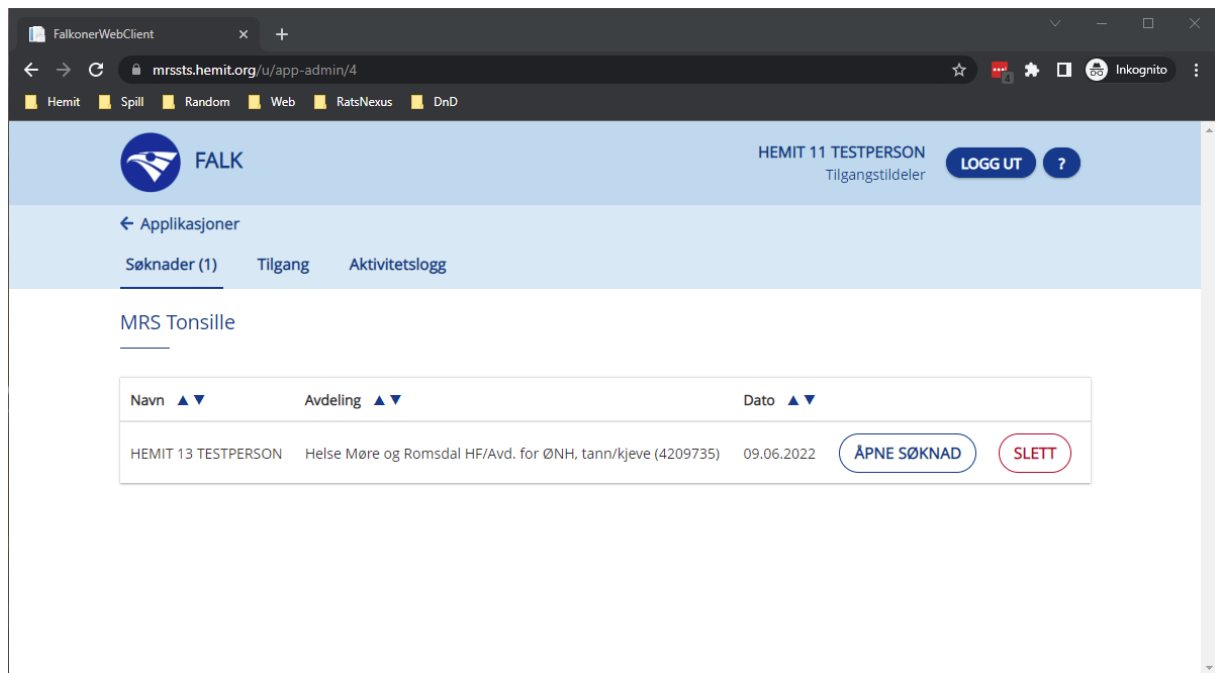 FalkonerWebClient
mrssts.hemit.org/u/app-admin/4
Inkognito
Hemit Spill Random Web RatsNexus DnD
FALK
HEMIT 11 TESTPERSON
Tilgangstildeler
LOGG UT ?
← Applikasjoner
Søknader (1) Tilgang Aktivitetslogg
MRS Tonsille
Navn ▲▼ Avdeling ▲▼ Dato ▲▼
HEMIT 13 TESTPERSON Helse Møre og Romsdal HF/Avd. for ØNH, tann/kjeve (4209735) 09.06.2022 ÅPNE SØKNAD SLETT